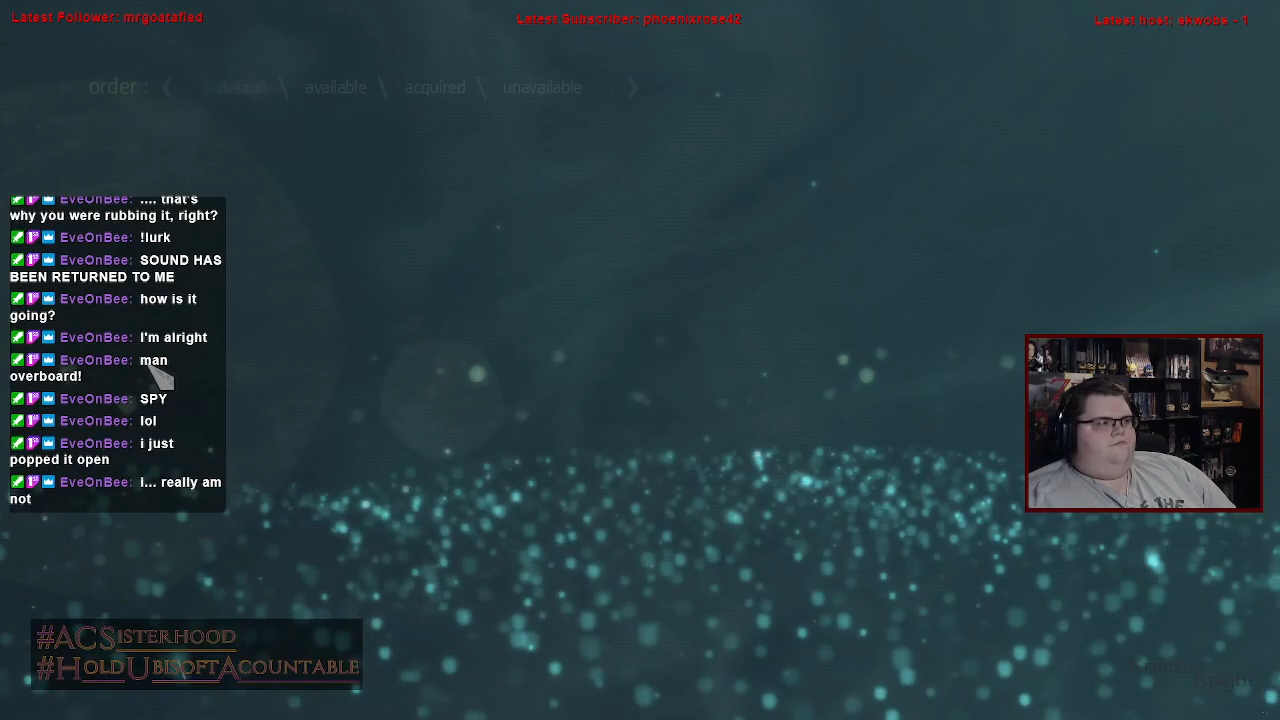 Latest Follower: mrgoatafied
Latest Subscriber: phoenixrose42
Latest host: skwobs - 1
order : 〈 default \ available \ acquired \ unavailable 〉
EveOnBee: .... that's
why you were rubbing it, right?
EveOnBee: !lurk
EveOnBee: SOUND HAS
BEEN RETURNED TO ME
EveOnBee: how is it
going?
EveOnBee: I'm alright
EveOnBee: man
overboard!
EveOnBee: SPY
EveOnBee: lol
EveOnBee: i just
popped it open
EveOnBee: i... really am
not
#ACSisterhood
#HoldUbisoftAcountable